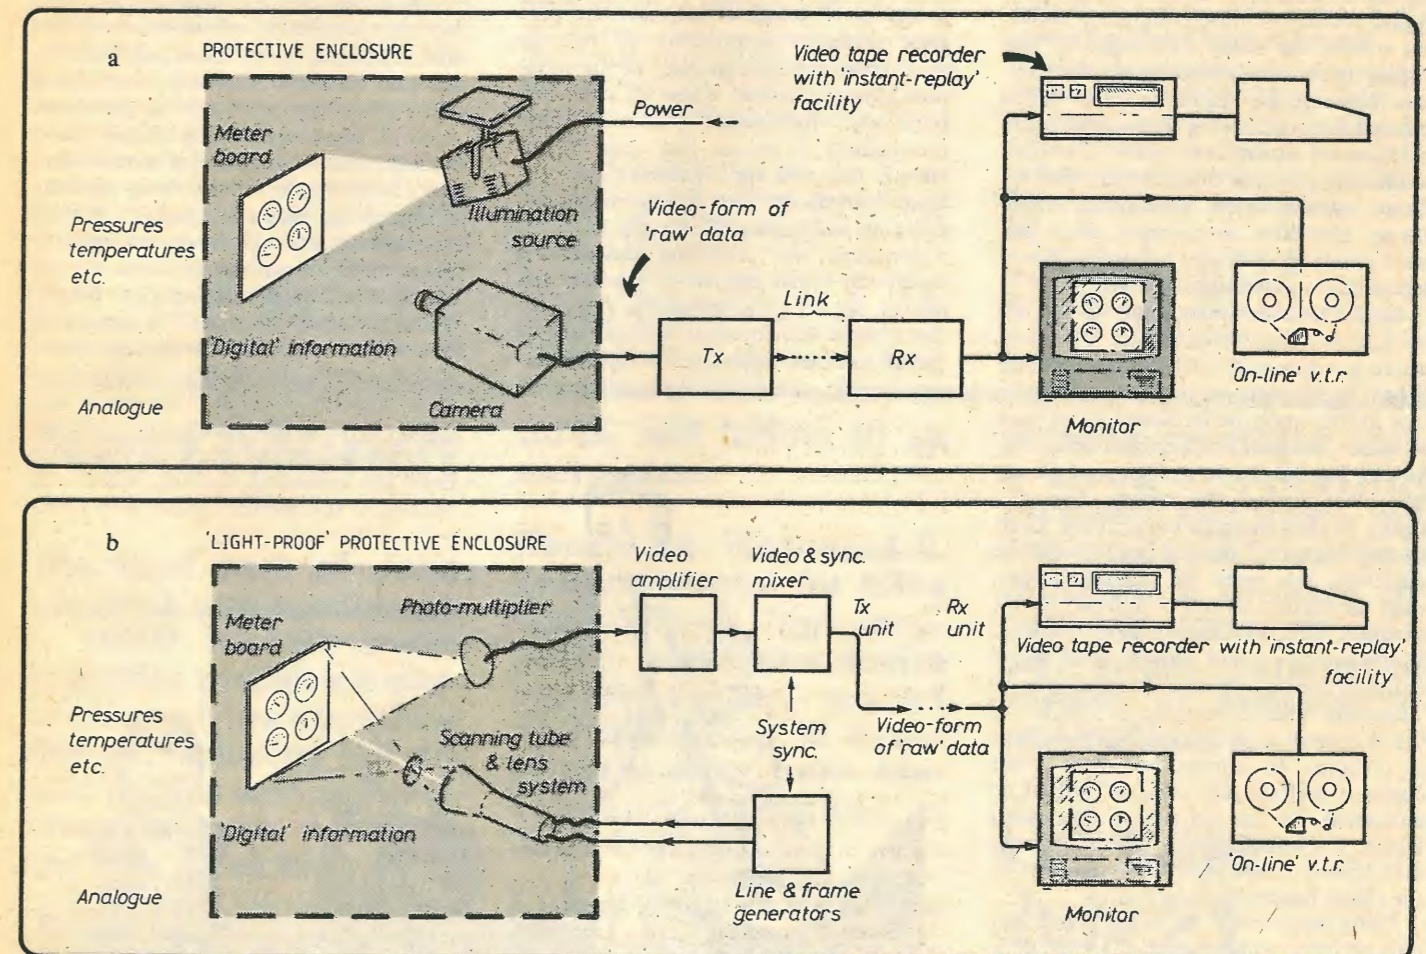 a
PROTECTIVE ENCLOSURE
Video tape recorder
with 'instant-replay'
facility
Power
Meter
board
Illumination
source
Video-form of
'raw' data
Pressures
temperatures
etc.
Link
Tx
Rx
'Digital' information
'On-line' v.t.r.
Analogue
Camera
Monitor
b
'LIGHT-PROOF' PROTECTIVE ENCLOSURE
Video
amplifier
Video & sync.
mixer
Photo-multiplier
Meter
board
Tx
unit
Rx
unit
Video tape recorder with 'instant-replay'
facility
Pressures
temperatures
etc.
Scanning tube
& lens
system
System
sync.
Video-form
of 'raw' data
'Digital' information
'On-line' v.t.r.
Analogue
Line & frame
generators
Monitor